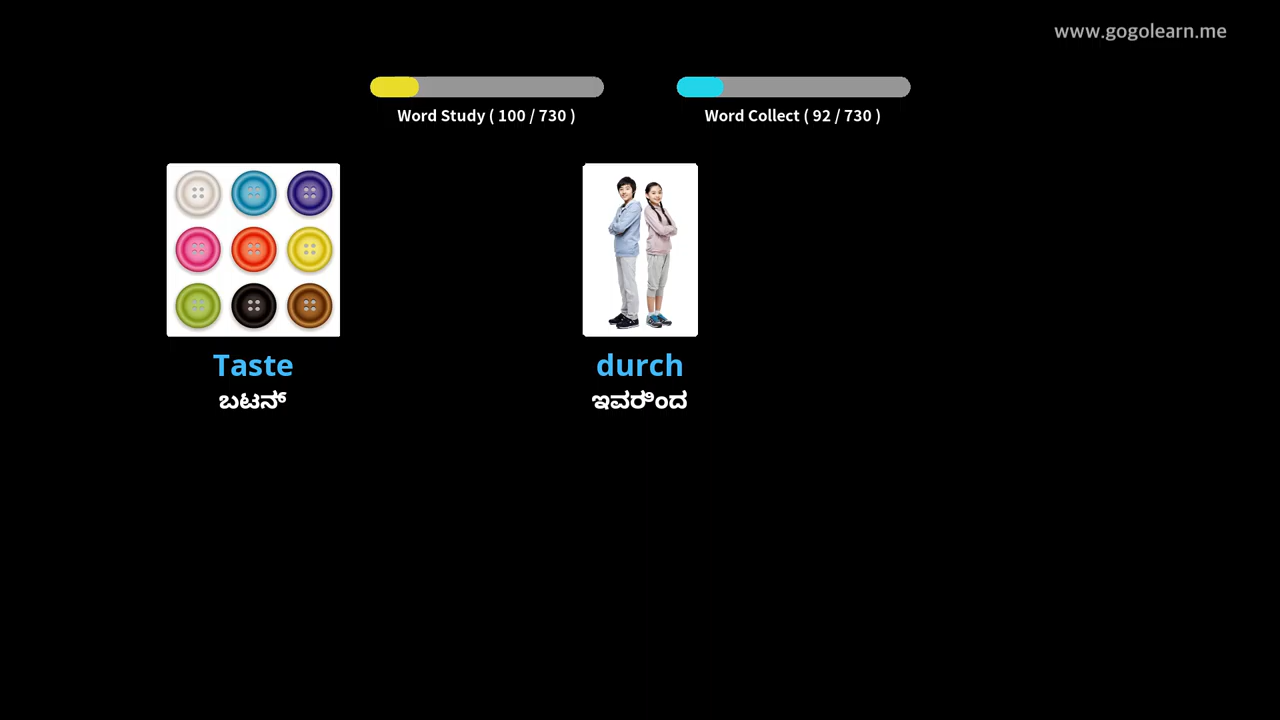 www.gogolearn.me
Word Study ( 100 / 730 )
Word Collect ( 92 / 730 )
Taste
ಬಟನ್
durch
ಇವರಿಂದ